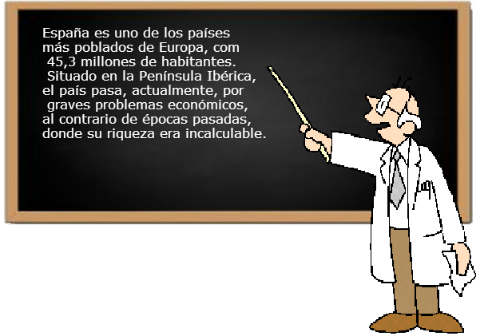 España es uno de los países
más poblados de Europa, com
45,3 millones de habitantes.
Situado en la Península Ibérica,
el país pasa, actualmente, por
graves problemas económicos,
al contrario de épocas pasadas,
donde su riqueza era incalculable.